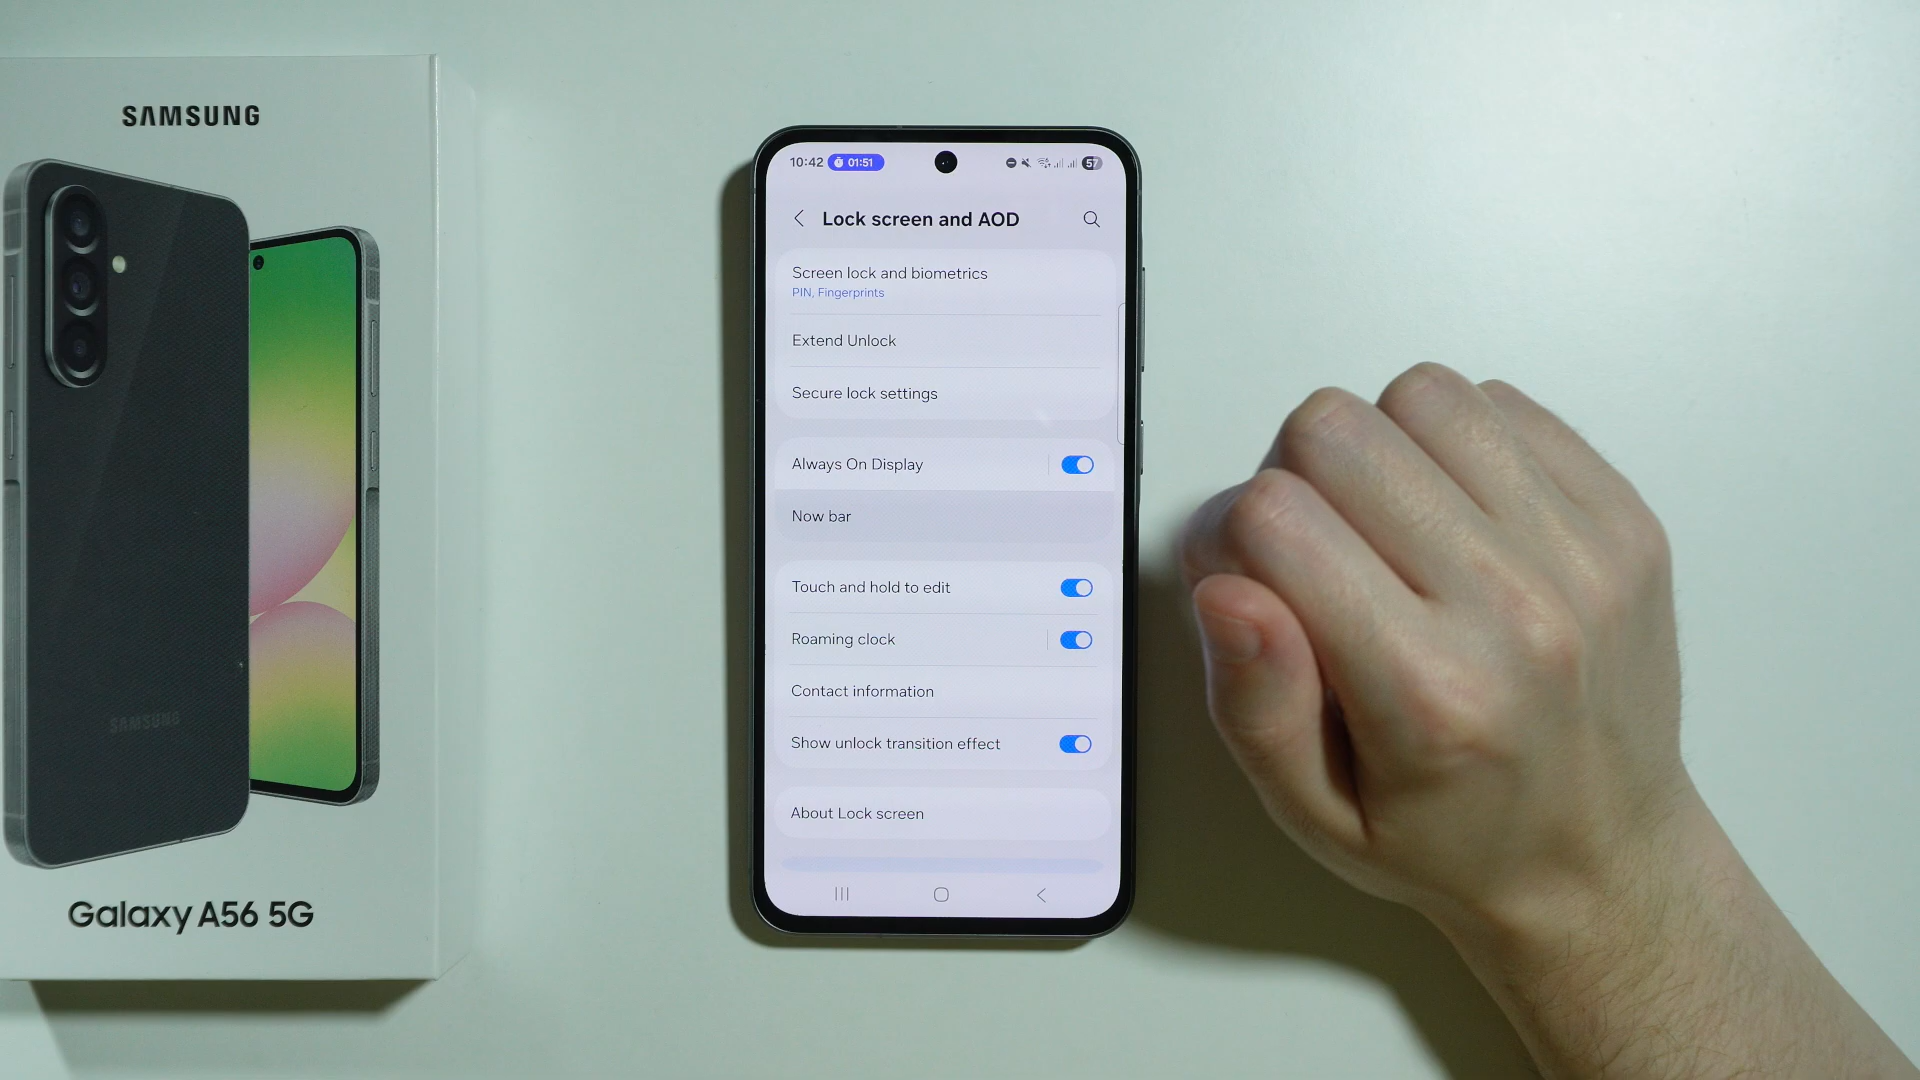 SAMSUNG
SAMSUNG
Galaxy A56 5G
10:42 01:51 57
Lock screen and AOD
Screen lock and biometrics
PIN, Fingerprints
Extend Unlock
Secure lock settings
Always On Display
Now bar
Touch and hold to edit
Roaming clock
Contact information
Show unlock transition effect
About Lock screen